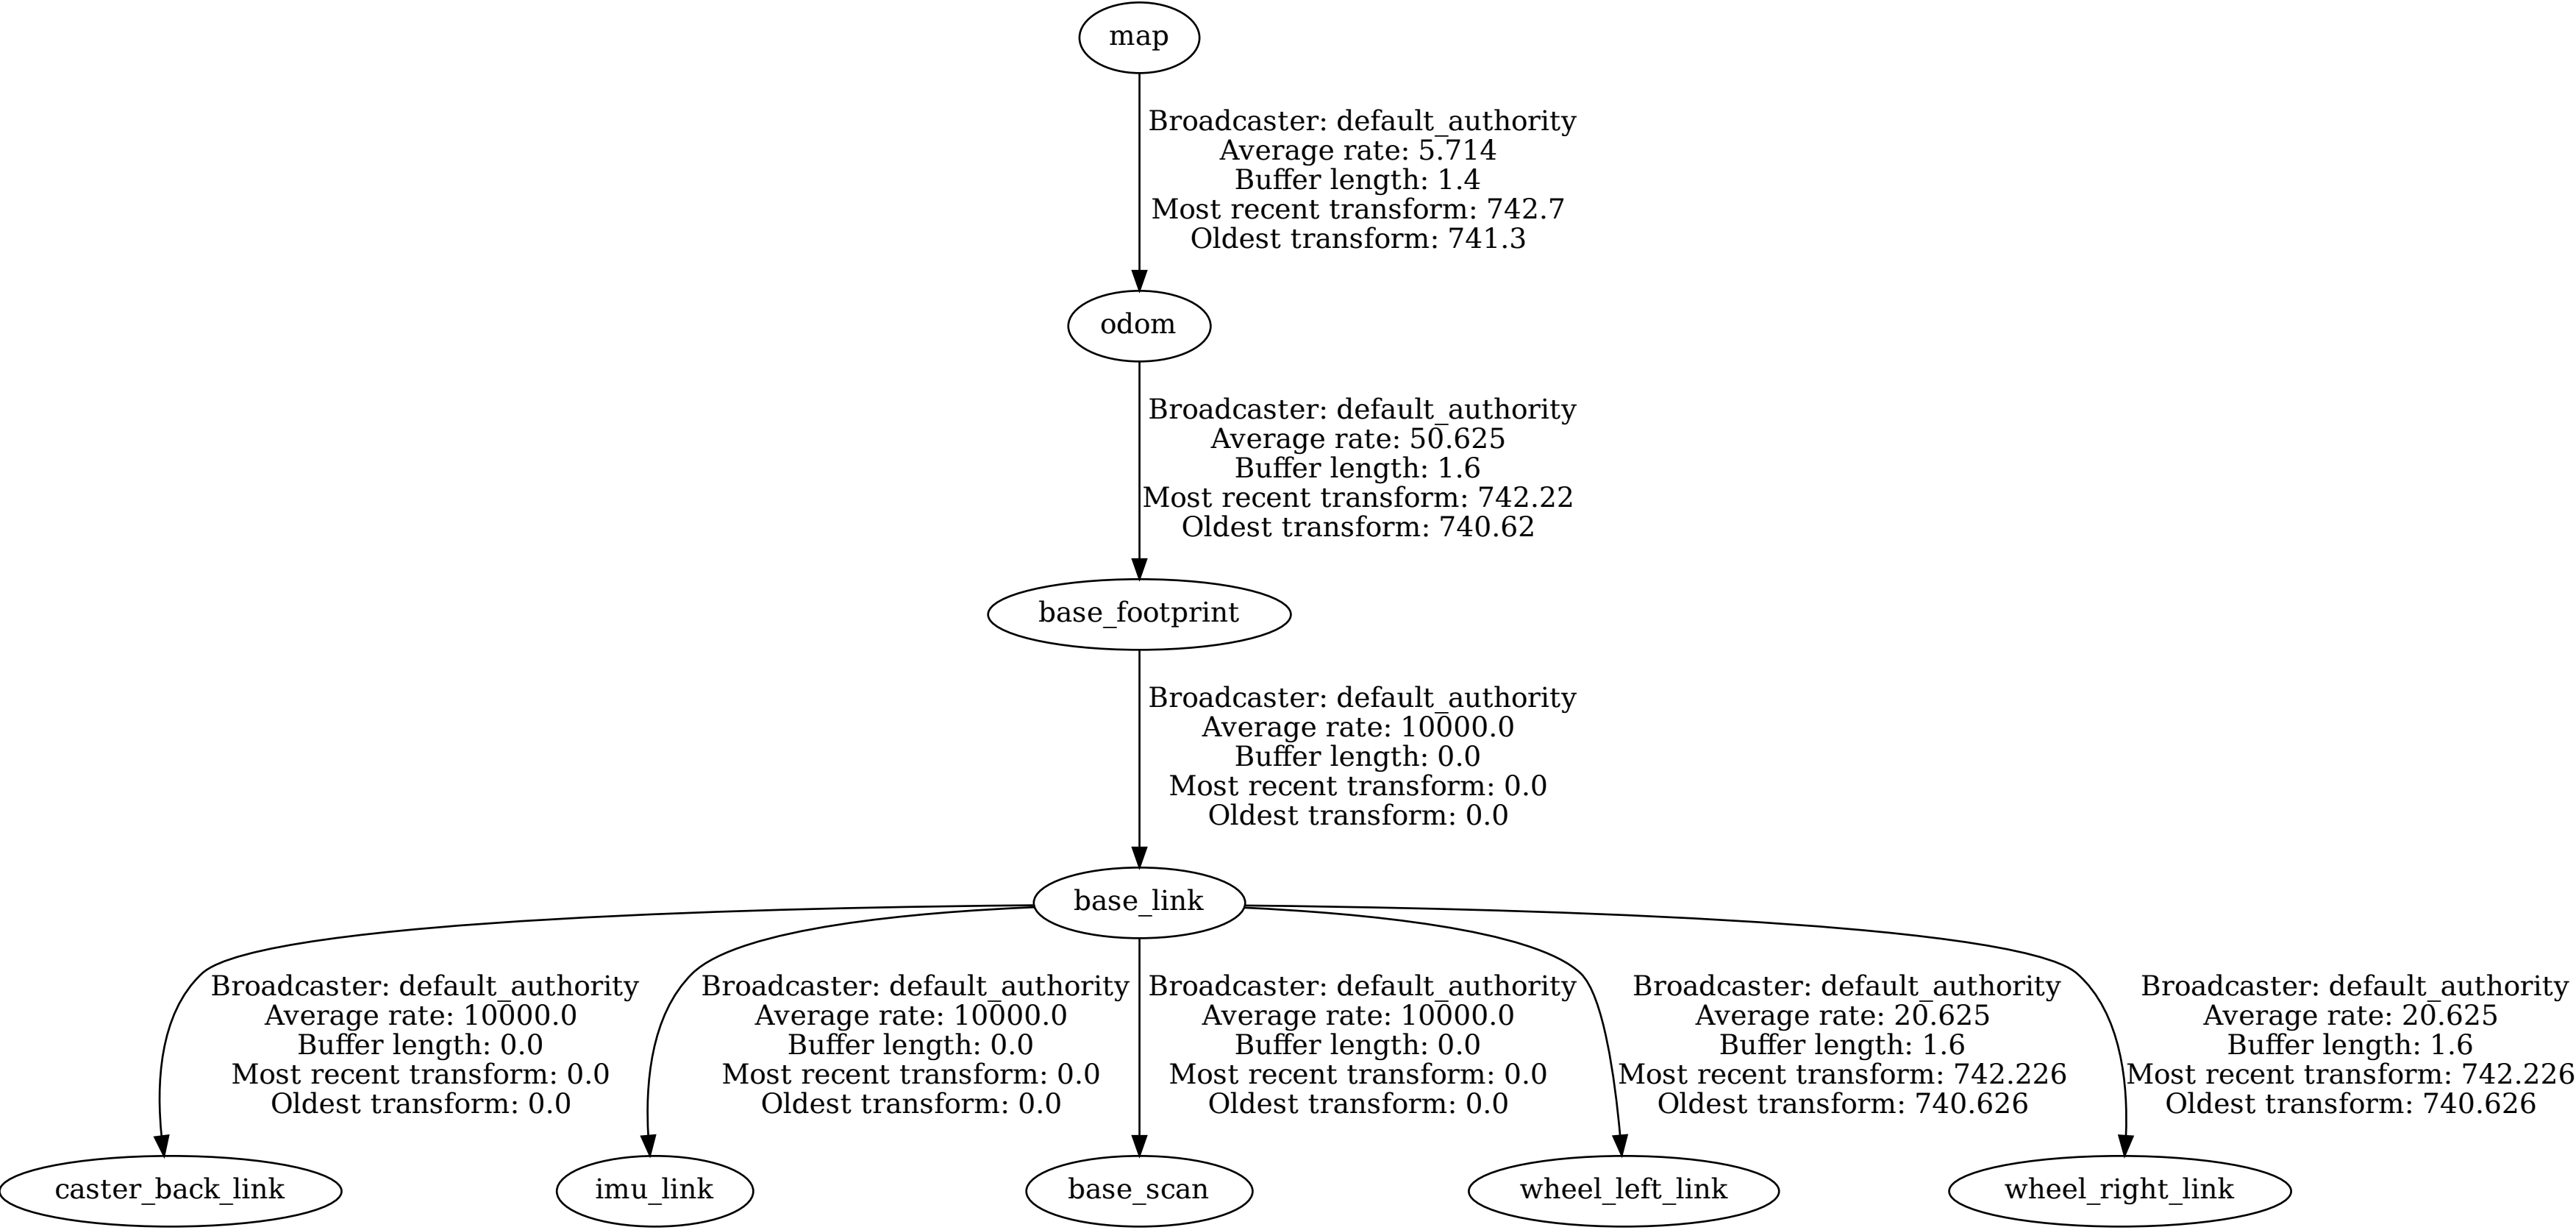 map
Broadcaster: default_authority
Average rate: 5.714
Buffer length: 1.4
Most recent transform: 742.7
Oldest transform: 741.3
odom
Broadcaster: default_authority
Average rate: 50.625
Buffer length: 1.6
Most recent transform: 742.22
Oldest transform: 740.62
base_footprint
Broadcaster: default_authority
Average rate: 10000.0
Buffer length: 0.0
Most recent transform: 0.0
Oldest transform: 0.0
base_link
Broadcaster: default_authority
Average rate: 10000.0
Buffer length: 0.0
Most recent transform: 0.0
Oldest transform: 0.0
Broadcaster: default_authority
Average rate: 10000.0
Buffer length: 0.0
Most recent transform: 0.0
Oldest transform: 0.0
Broadcaster: default_authority
Average rate: 10000.0
Buffer length: 0.0
Most recent transform: 0.0
Oldest transform: 0.0
Broadcaster: default_authority
Average rate: 20.625
Buffer length: 1.6
Most recent transform: 742.226
Oldest transform: 740.626
Broadcaster: default_authority
Average rate: 20.625
Buffer length: 1.6
Most recent transform: 742.226
Oldest transform: 740.626
caster_back_link
imu_link
base_scan
wheel_left_link
wheel_right_link